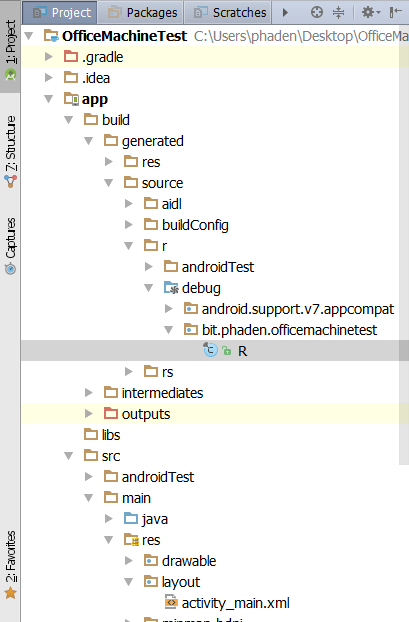 Project Packages Scratches
OfficeMachineTest C:\Users\phaden\Desktop\OfficeMa
.gradle
.idea
app
build
generated
res
source
aidl
buildConfig
r
androidTest
debug
android.support.v7.appcompat
bit.phaden.officemachinetest
R
rs
intermediates
outputs
libs
src
androidTest
main
java
res
drawable
layout
activity_main.xml
1: Project
7: Structure
Captures
2: Favorites